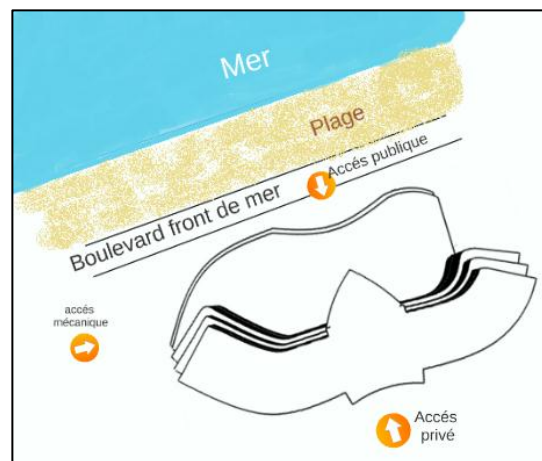 Mer
Plage
Accés publique
Boulevard front de mer
accés
mécanique
Accés
privé